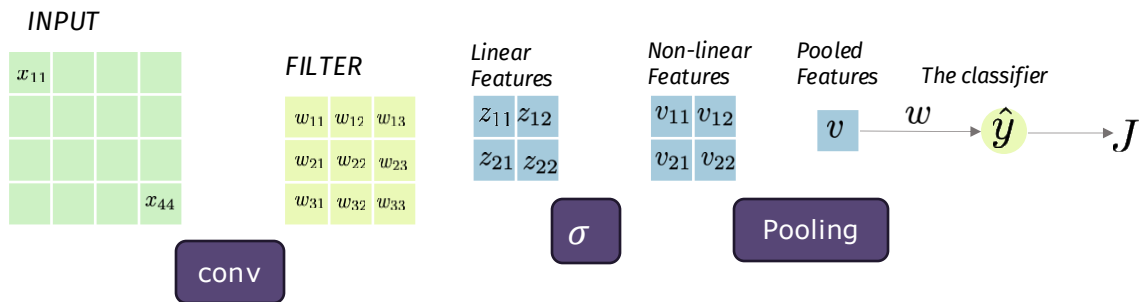 INPUT
x₁₁
x₄₄
conv
FILTER
w₁₁ w₁₂ w₁₃
w₂₁ w₂₂ w₂₃
w₃₁ w₃₂ w₃₃
Linear
Features
z₁₁ z₁₂
z₂₁ z₂₂
σ
Non-linear
Features
v₁₁ v₁₂
v₂₁ v₂₂
Pooling
Pooled
Features
v
w
The classifier
ŷ
J